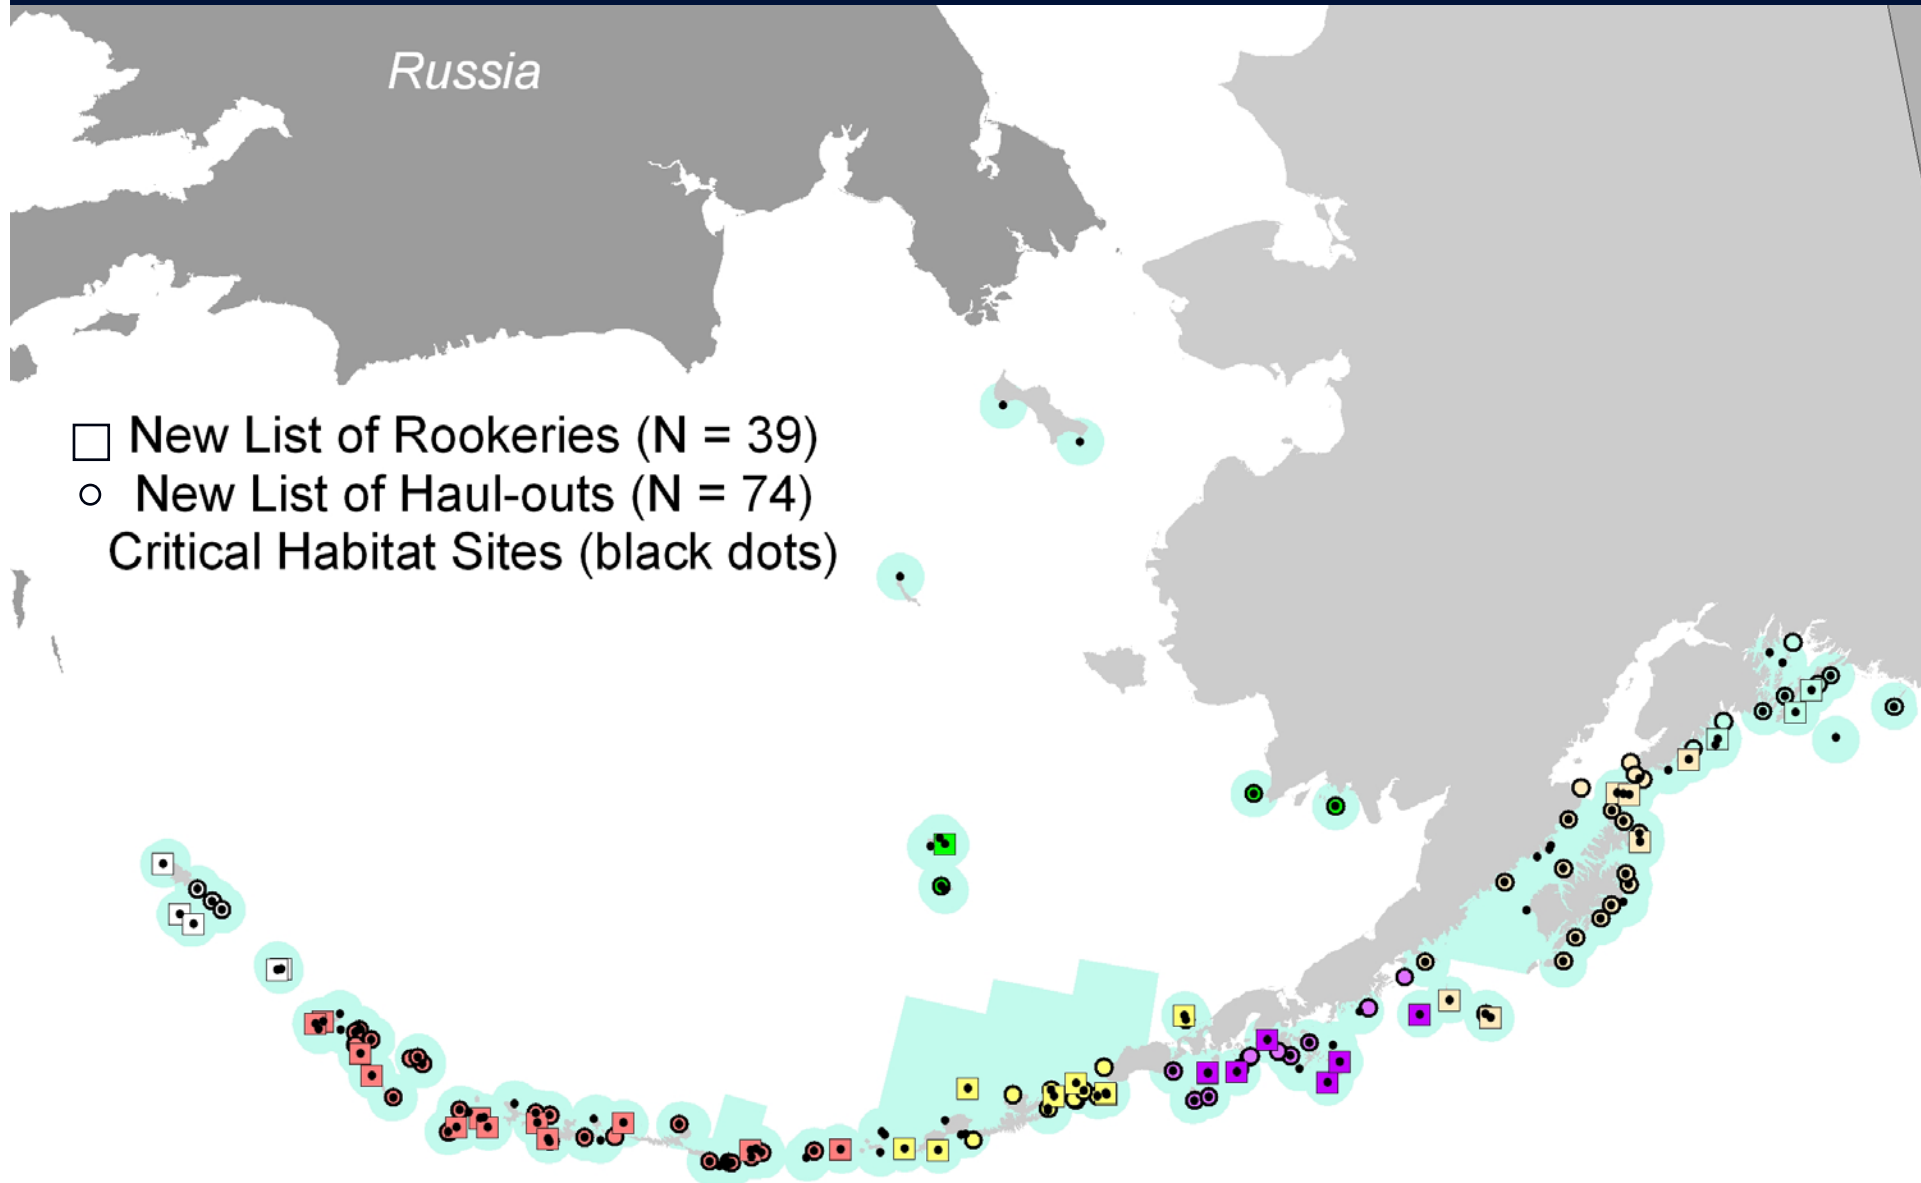 Russia
New List of Rookeries (N = 39)
New List of Haul-outs (N = 74)
Critical Habitat Sites (black dots)